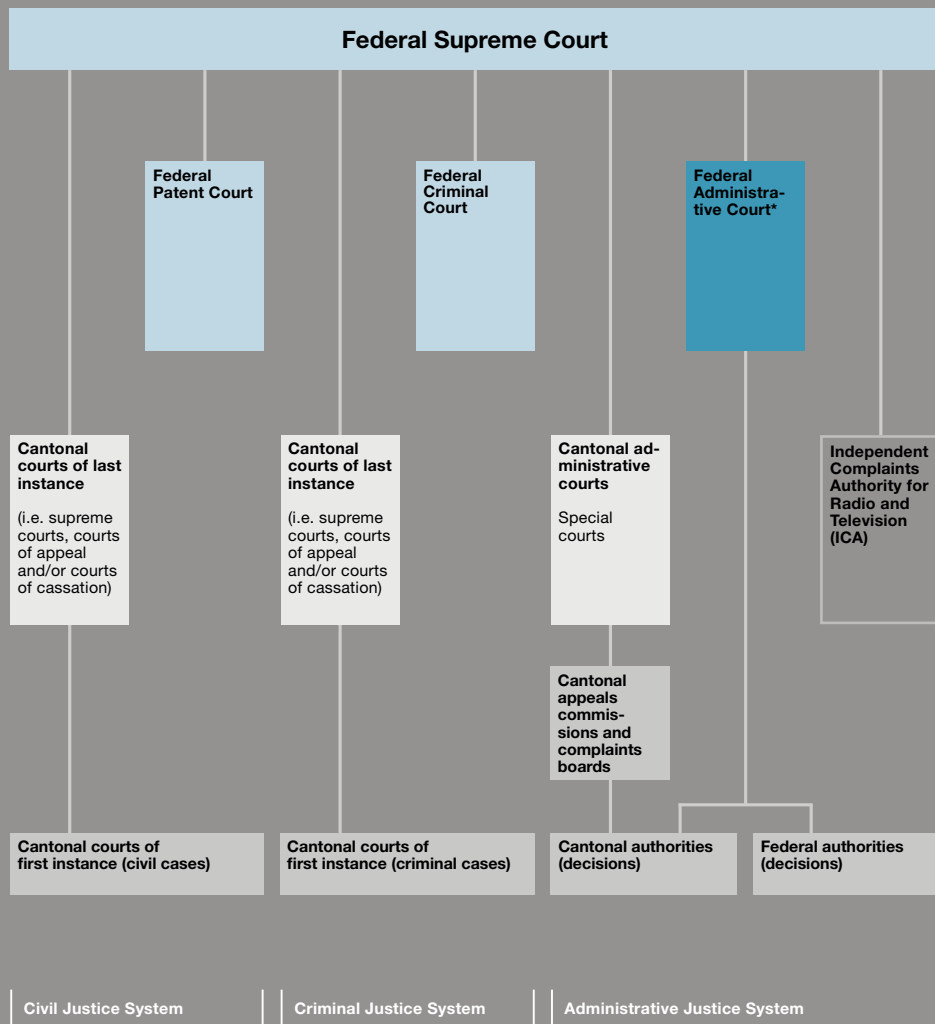 Federal Supreme Court
Federal
Patent Court
Federal
Criminal
Court
Federal
Administra-
tive Court*
Cantonal
courts of last
instance
(i.e. supreme
courts, courts
of appeal
and/or courts
of cassation)
Cantonal
courts of last
instance
(i.e. supreme
courts, courts
of appeal
and/or courts
of cassation)
Cantonal ad-
ministrative
courts
Special
courts
Independent
Complaints
Authority for
Radio and
Television
(ICA)
Cantonal
appeals
commis-
sions and
complaints
boards
Cantonal courts of
first instance (civil cases)
Cantonal courts of
first instance (criminal cases)
Cantonal authorities
(decisions)
Federal authorities
(decisions)
Civil Justice System
Criminal Justice System
Administrative Justice System